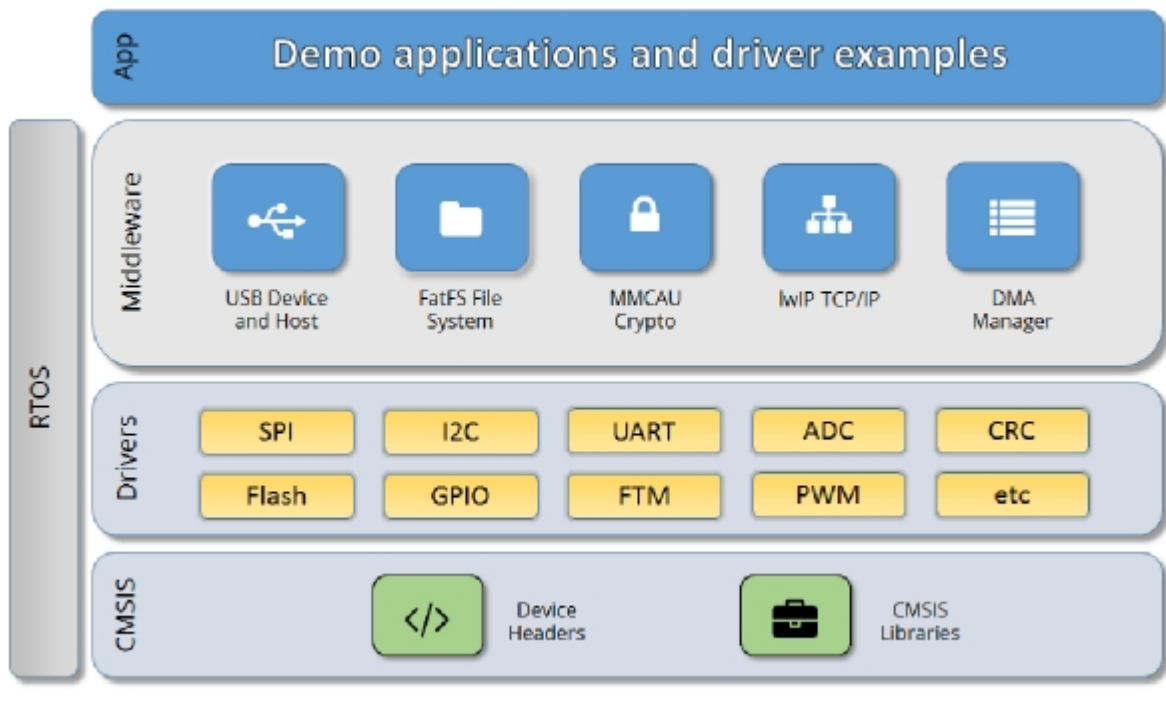 App
Demo applications and driver examples
RTOS
Middleware
USB Device
and Host
FatFS File
System
MMCAU
Crypto
lwIP TCP/IP
DMA
Manager
Drivers
SPI
I2C
UART
ADC
CRC
Flash
GPIO
FTM
PWM
etc
CMSIS
Device
Headers
CMSIS
Libraries